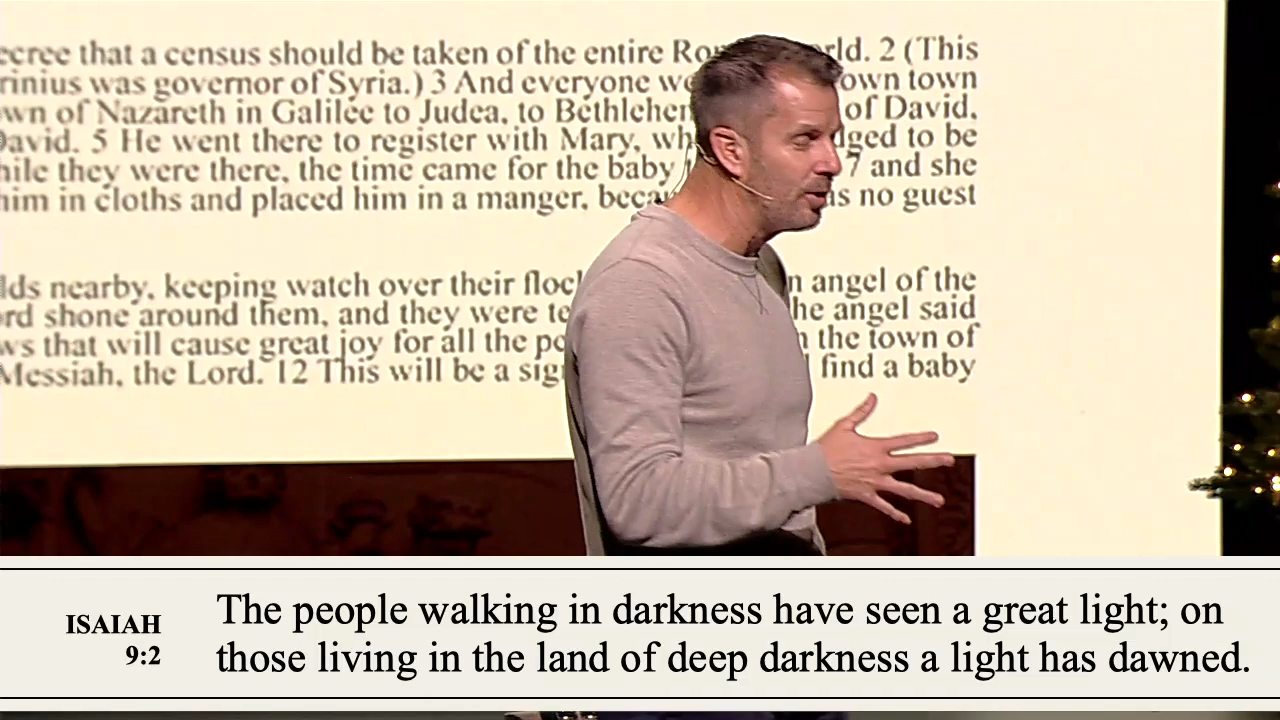 ecree that a census should be taken of the entire Ro rld. 2 (This
rinius was governor of Syria.) 3 And everyone we own town
wn of Nazareth in Galilee to Judea, to Bethlehem of David,
David. 5 He went there to register with Mary, wh dged to be
hile they were there, the time came for the baby 7 and she
him in cloths and placed him in a manger, beca as no guest
lds nearby, keeping watch over their floc n angel of the
rd shone around them, and they were te he angel said
ws that will cause great joy for all the pe n the town of
Messiah, the Lord. 12 This will be a sig find a baby
ISAIAH
9:2
The people walking in darkness have seen a great light; on
those living in the land of deep darkness a light has dawned.